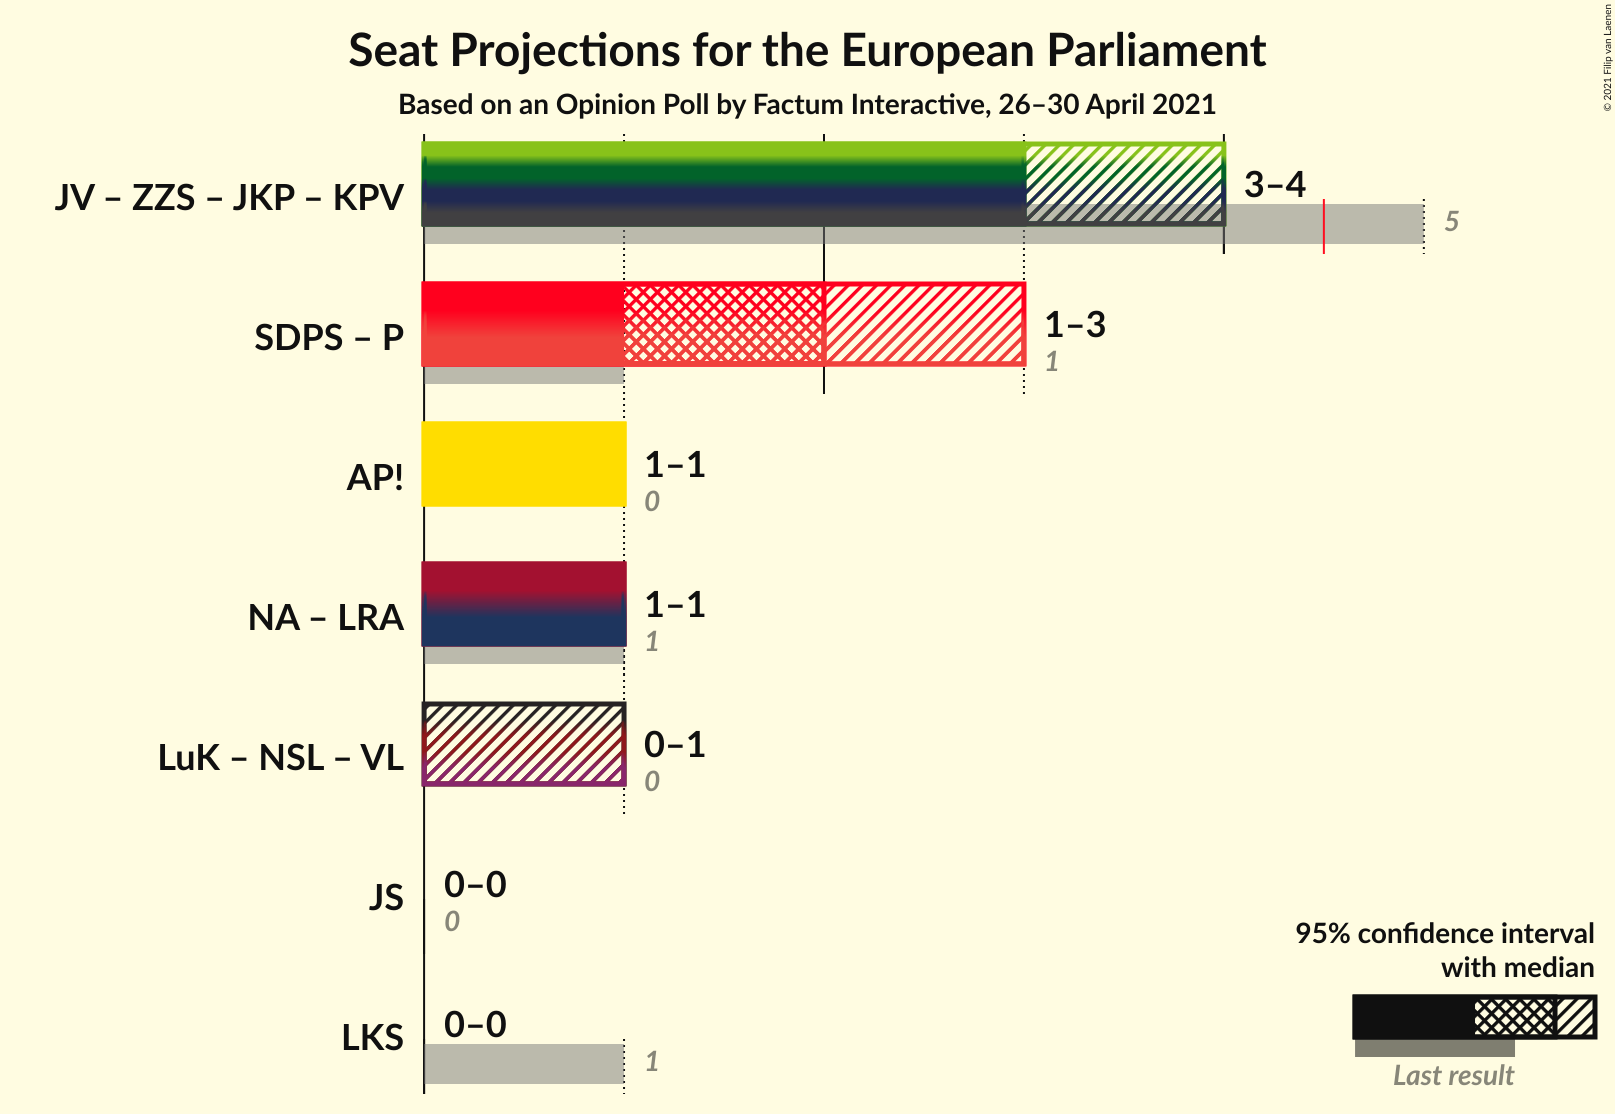 Seat Projections for the European Parliament
Based on an Opinion Poll by Factum Interactive, 26–30 April 2021
© 2021 Filip van Laenen
JV – ZZS – JKP – KPV
3–4
5
SDPS – P
1–3
1
AP!
1–1
0
NA – LRA
1–1
1
LuK – NSL – VL
0–1
0
JS
0–0
0
LKS
0–0
1
95% confidence interval
with median
Last result